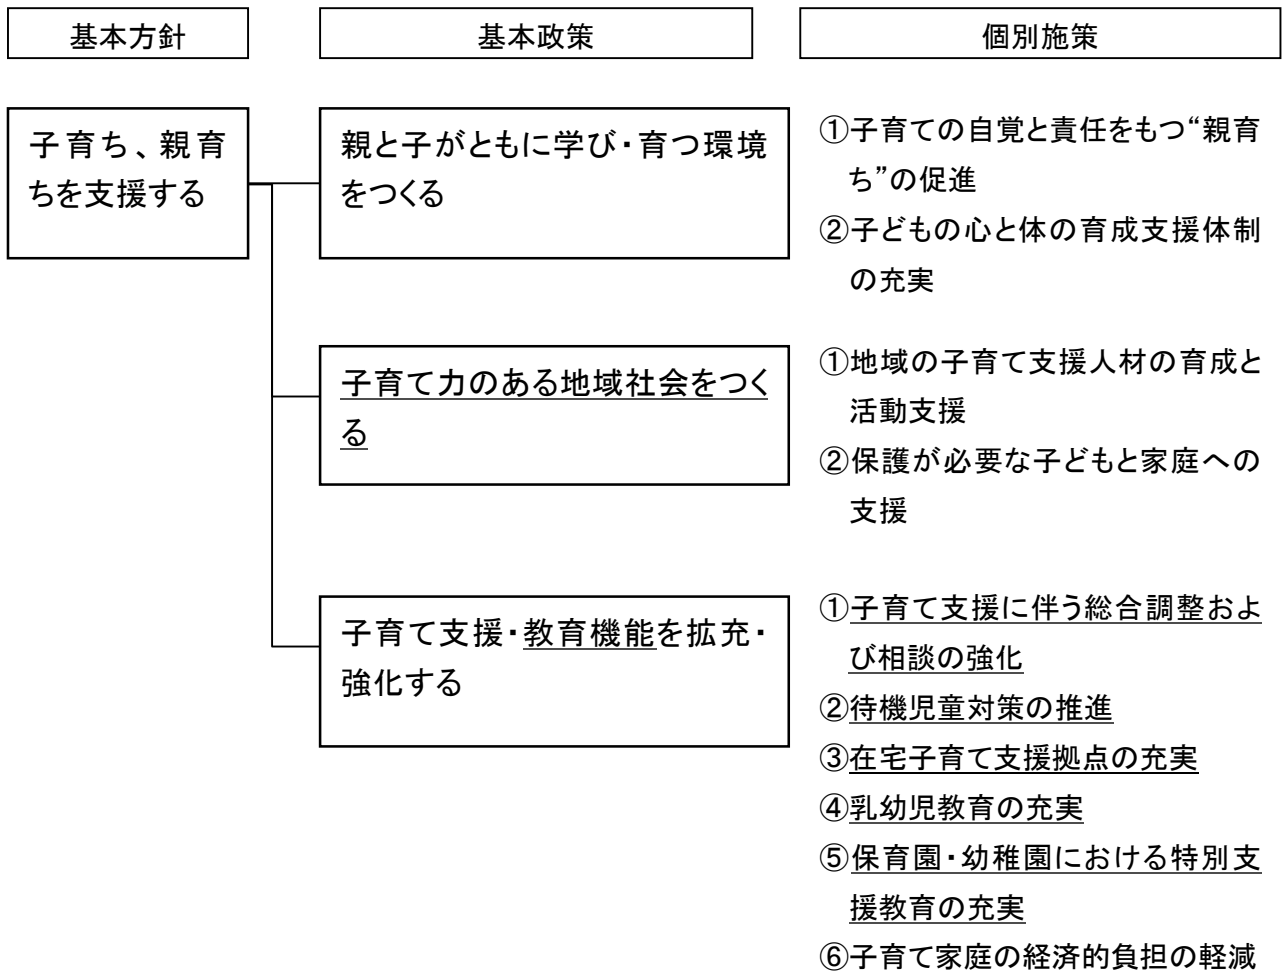 基本方針
基本政策
個別施策
子育ち、親育
ちを支援する
親と子がともに学び・育つ環境
をつくる
①子育ての自覚と責任をもつ“親育
ち”の促進
②子どもの心と体の育成支援体制
の充実
子育て力のある地域社会をつく
る
①地域の子育て支援人材の育成と
活動支援
②保護が必要な子どもと家庭への
支援
子育て支援・教育機能を拡充・
強化する
①子育て支援に伴う総合調整およ
び相談の強化
②待機児童対策の推進
③在宅子育て支援拠点の充実
④乳幼児教育の充実
⑤保育園・幼稚園における特別支
援教育の充実
⑥子育て家庭の経済的負担の軽減